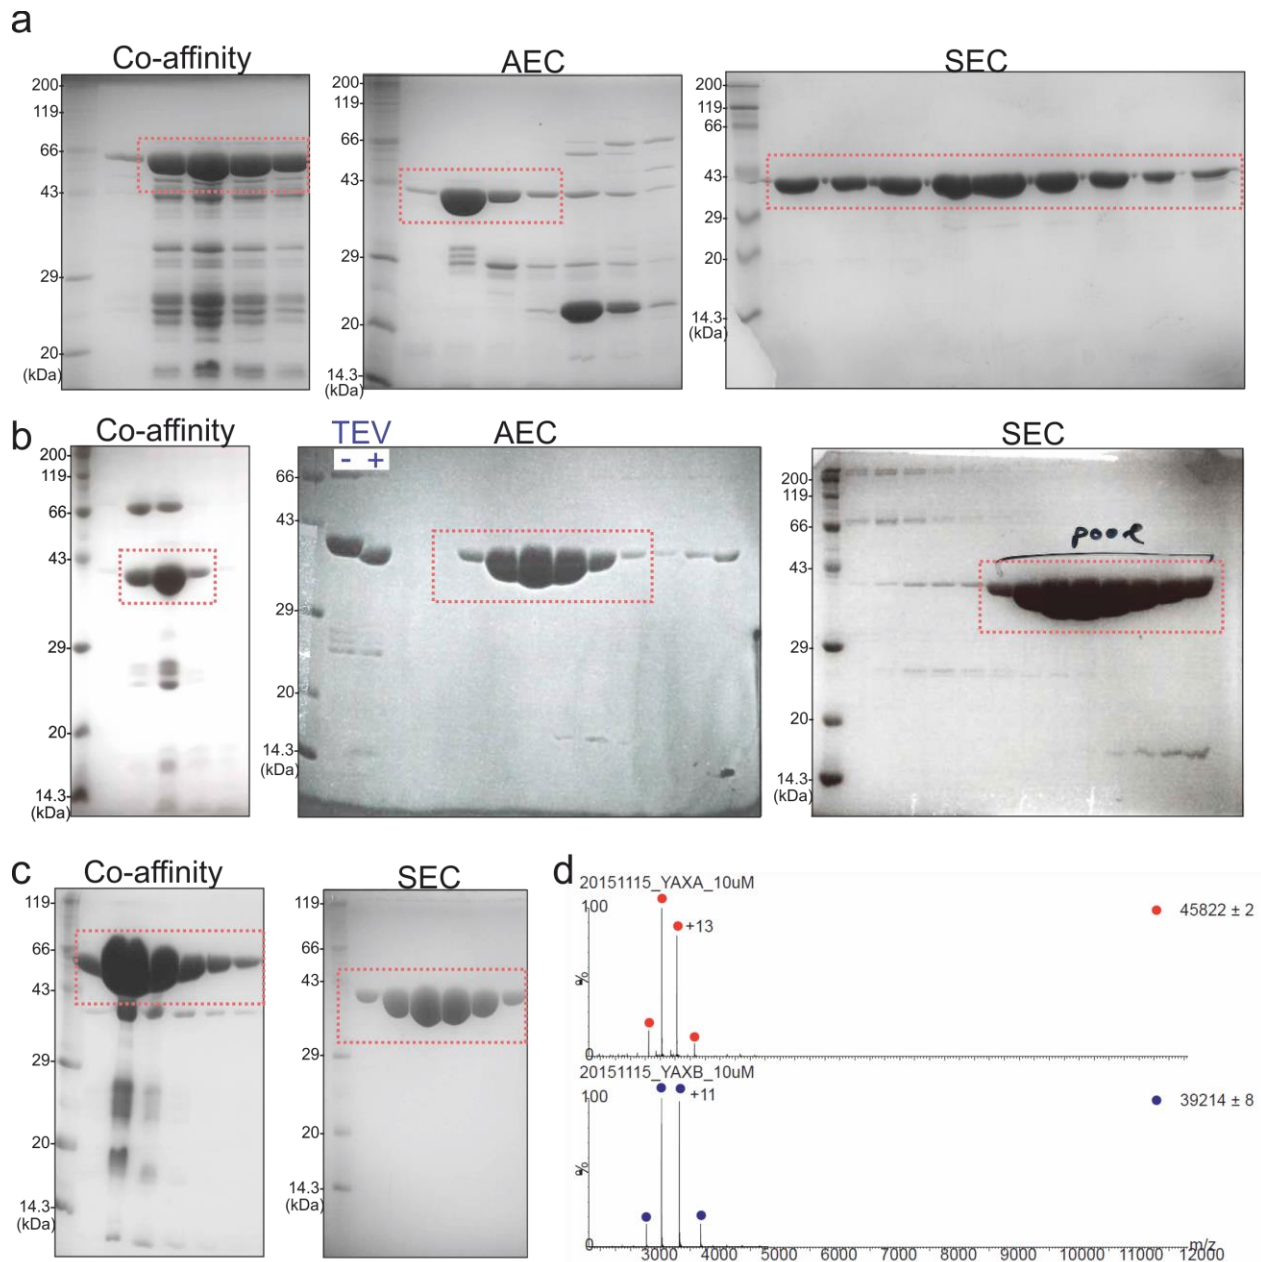 a
Co-affinity
200-
119-
66-
43-
29-
20-
(kDa)
AEC
200-
119-
66-
43-
29-
20-
14.3-
(kDa)
SEC
200-
119-
66-
43-
29-
20-
14.3-
(kDa)
b
Co-affinity
200-
119-
66-
43-
29-
20-
14.3-
(kDa)
TEV
- +
AEC
66-
43-
29-
20-
14.3-
(kDa)
SEC
pool
200-
119-
66-
43-
29-
20-
14.3-
(kDa)
c
Co-affinity
119-
66-
43-
29-
20-
14.3-
(kDa)
SEC
119-
66-
43-
29-
20-
14.3-
(kDa)
d
20151115_YAXA_10uM
100
+13
45822 ± 2
%
0
20151115_YAXB_10uM
100
+11
39214 ± 8
%
0
3000 4000 5000 6000 7000 8000 9000 10000 11000 12000
m/z